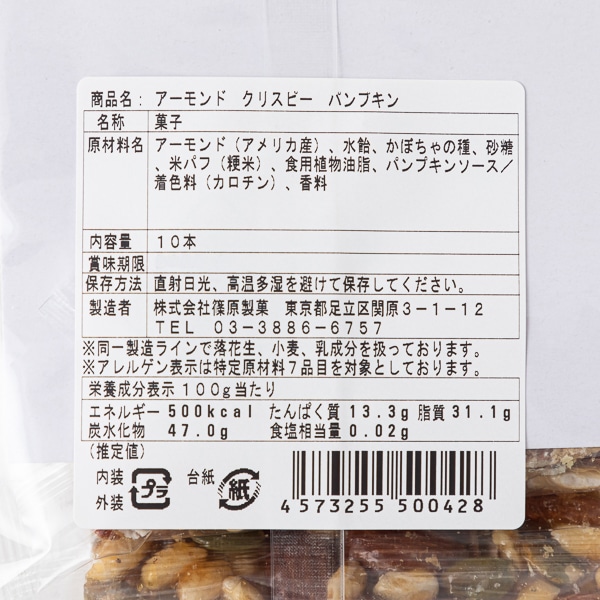 商品名： アーモンド クリスピー パンプキン
名称 菓子
原材料名 アーモンド（アメリカ産）、水飴、かぼちゃの種、砂糖
、米パフ（粳米）、食用植物油脂、パンプキンソース／
着色料（カロチン）、香料
内容量 １０本
賞味期限
保存方法 直射日光、高温多湿を避けて保存してください。
製造者 株式会社篠原製菓 東京都足立区関原３－１－１２
ＴＥＬ ０３－３８８６－６７５７
※同一製造ラインで落花生、小麦、乳成分を扱っております。
※アレルゲン表示は特定原材料７品目を対象としております。
栄養成分表示１００g当たり
エネルギー 500kcal たんぱく質 13.3g 脂質 31.1g
炭水化物 47.0g 食塩相当量 0.02g
(推定値)
内装 プラ 台紙 紙
外装
4 573255 500428